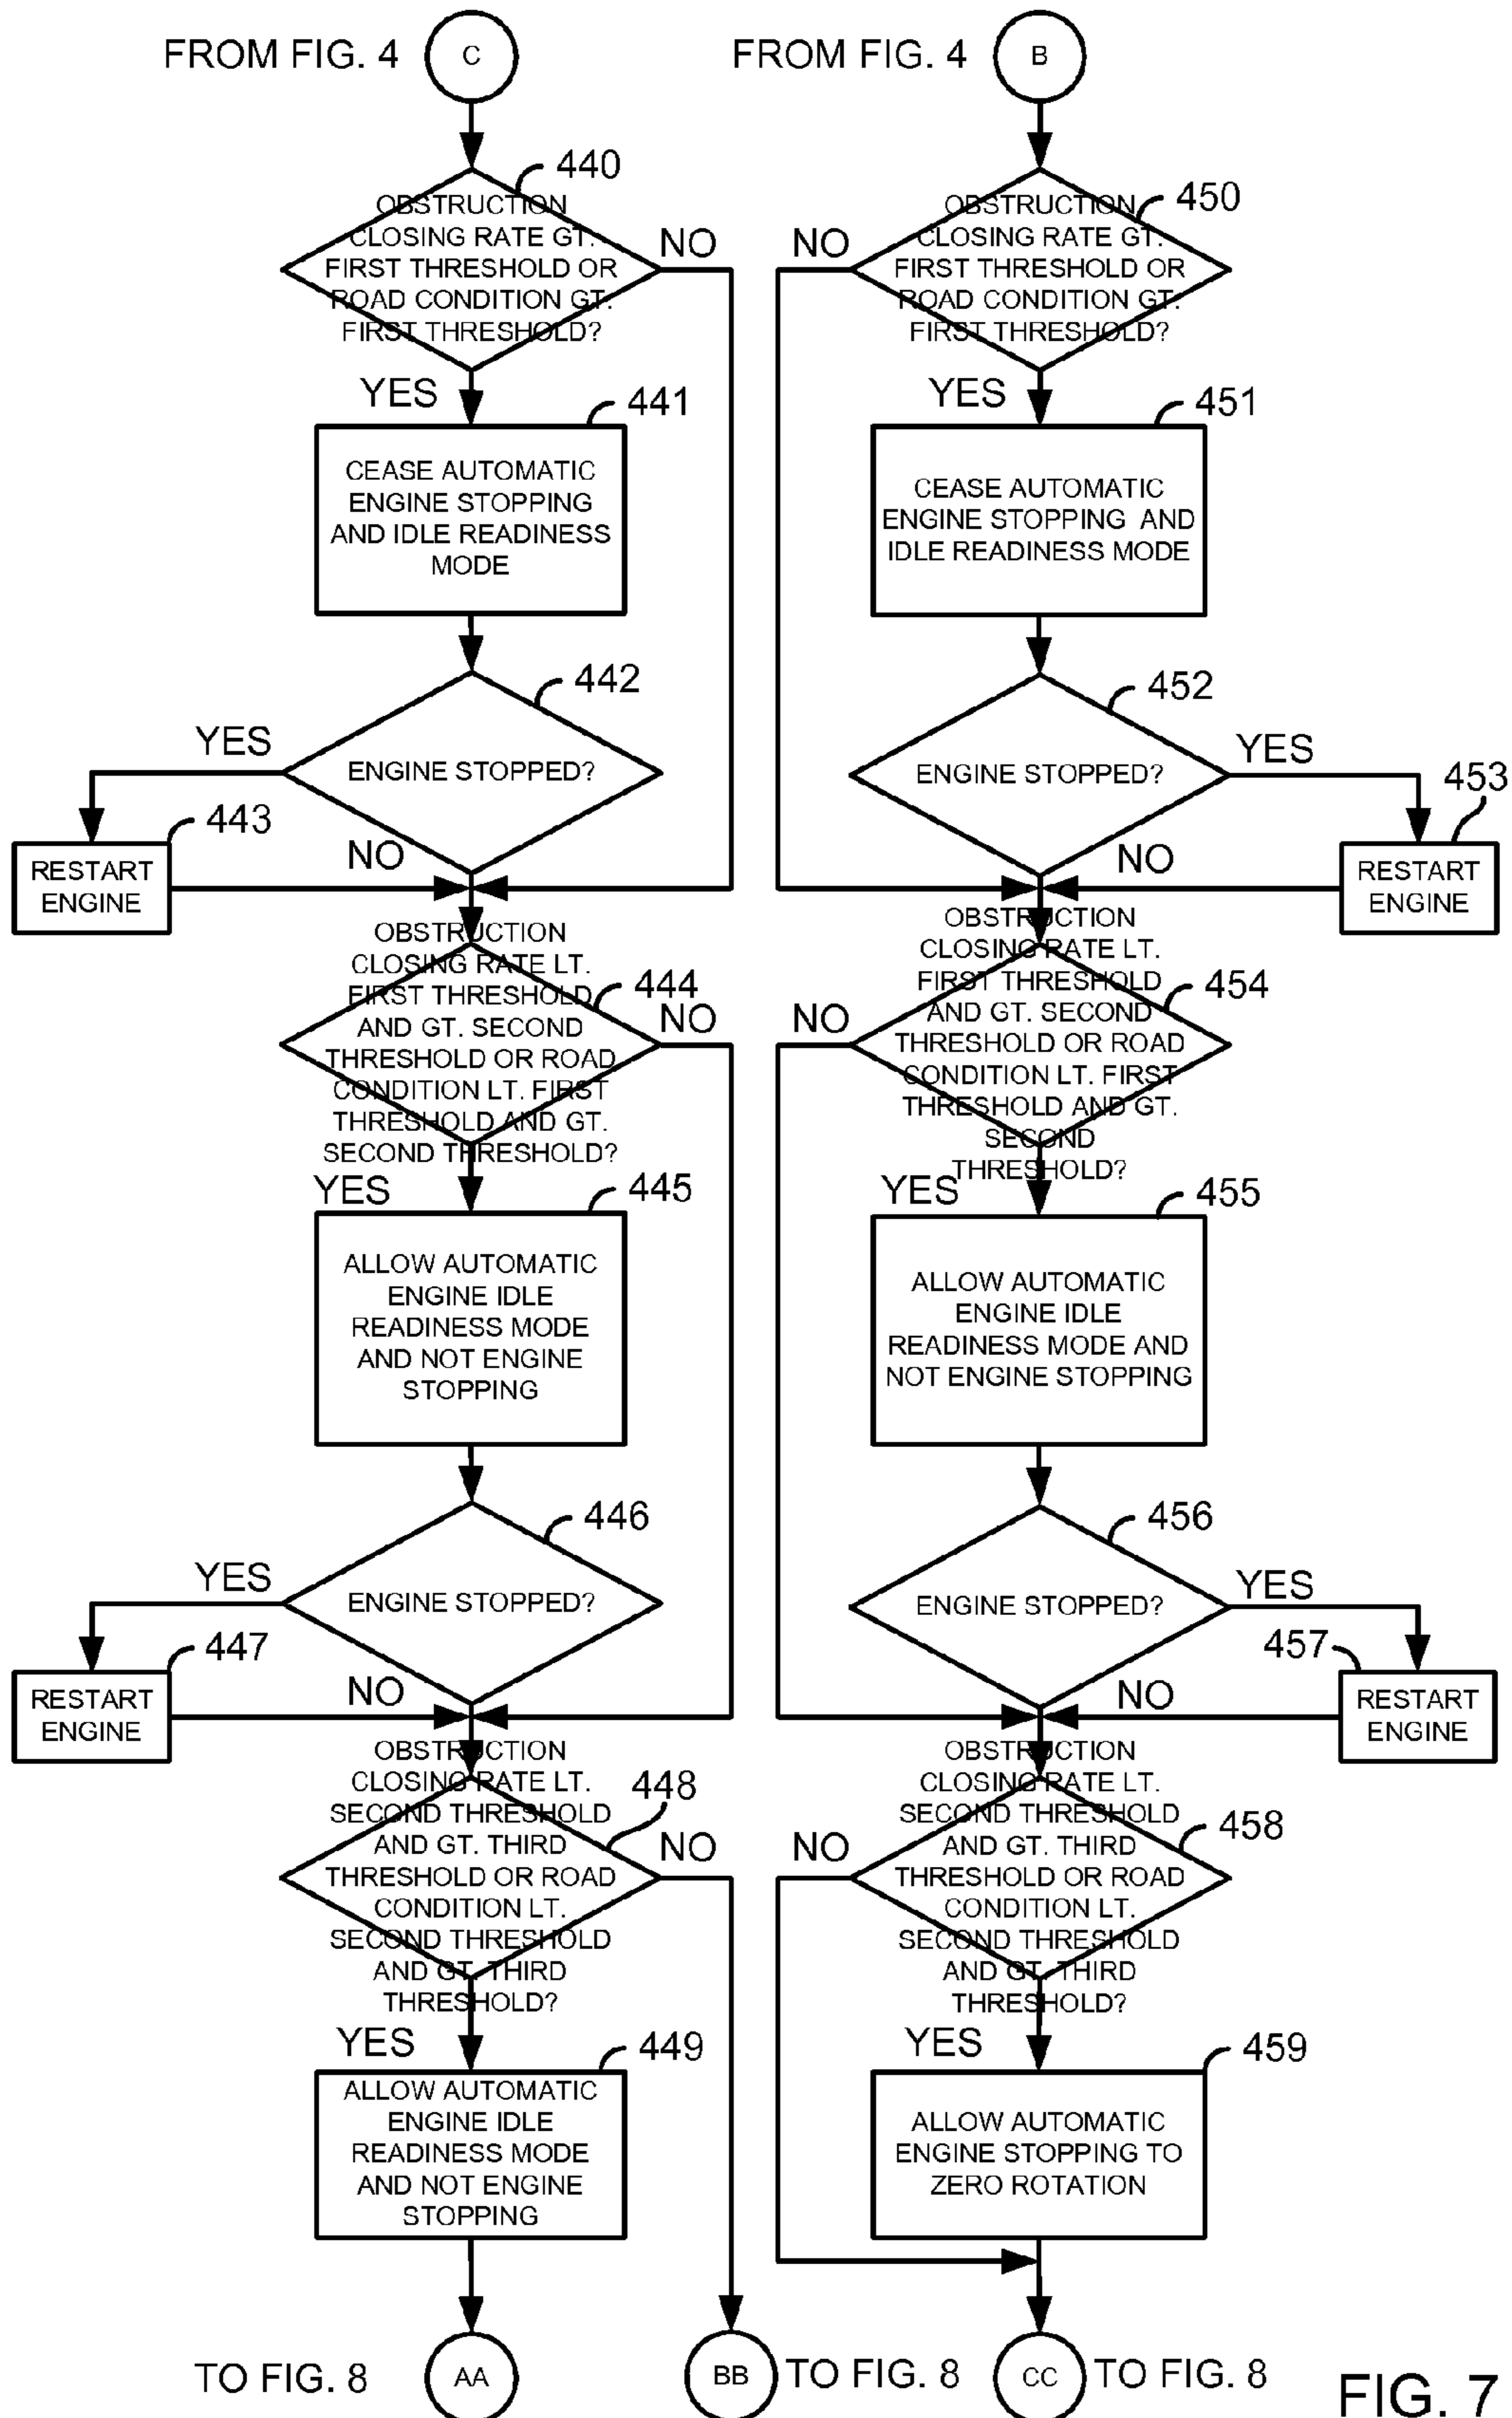 FROM FIG. 4
C
440
OBSTRUCTION
CLOSING RATE GT.
FIRST THRESHOLD OR
ROAD CONDITION GT.
FIRST THRESHOLD?
NO
YES
441
CEASE AUTOMATIC
ENGINE STOPPING
AND IDLE READINESS
MODE
442
YES
ENGINE STOPPED?
443
NO
RESTART
ENGINE
OBSTRUCTION
CLOSING RATE LT.
FIRST THRESHOLD
444
AND GT. SECOND
NO
THRESHOLD OR ROAD
CONDITION LT. FIRST
THRESHOLD AND GT.
SECOND THRESHOLD?
YES
445
ALLOW AUTOMATIC
ENGINE IDLE
READINESS MODE
AND NOT ENGINE
STOPPING
446
YES
ENGINE STOPPED?
447
NO
RESTART
ENGINE
OBSTRUCTION
CLOSING RATE LT.
448
SECOND THRESHOLD
AND GT. THIRD
NO
THRESHOLD OR ROAD
CONDITION LT.
SECOND THRESHOLD
AND GT. THIRD
THRESHOLD?
YES
449
ALLOW AUTOMATIC
ENGINE IDLE
READINESS MODE
AND NOT ENGINE
STOPPING
TO FIG. 8
AA
BB
TO FIG. 8
FROM FIG. 4
B
450
OBSTRUCTION
CLOSING RATE GT.
FIRST THRESHOLD OR
ROAD CONDITION GT.
FIRST THRESHOLD?
NO
YES
451
CEASE AUTOMATIC
ENGINE STOPPING AND
IDLE READINESS MODE
452
YES
ENGINE STOPPED?
453
NO
RESTART
ENGINE
OBSTRUCTION
CLOSING RATE LT.
FIRST THRESHOLD
454
AND GT. SECOND
NO
THRESHOLD OR ROAD
CONDITION LT. FIRST
THRESHOLD AND GT.
SECOND
THRESHOLD?
YES
455
ALLOW AUTOMATIC
ENGINE IDLE
READINESS MODE AND
NOT ENGINE STOPPING
456
YES
ENGINE STOPPED?
457
NO
RESTART
ENGINE
OBSTRUCTION
CLOSING RATE LT.
SECOND THRESHOLD
458
AND GT. THIRD
NO
THRESHOLD OR ROAD
CONDITION LT.
SECOND THRESHOLD
AND GT. THIRD
THRESHOLD?
YES
459
ALLOW AUTOMATIC
ENGINE STOPPING TO
ZERO ROTATION
CC
TO FIG. 8
FIG. 7